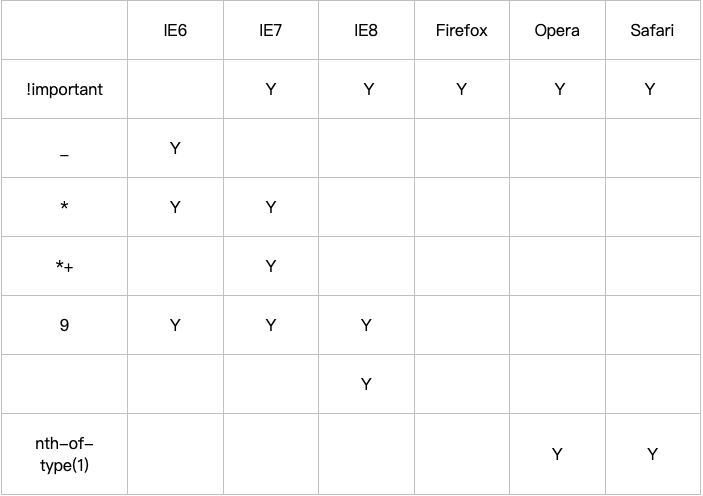 IE6 IE7 IE8 Firefox Opera Safari
!important Y Y Y Y Y
_ Y
* Y Y
*+ Y
9 Y Y Y
Y
nth-of-
type(1) Y Y